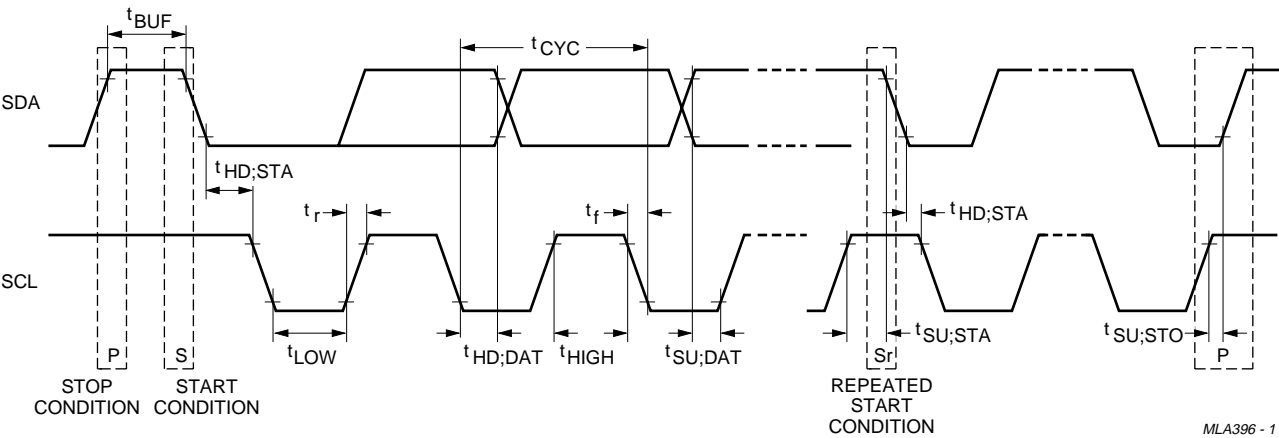 tBUF
tCYC
SDA
tHD;STA
tr
tf
tHD;STA
SCL
tLOW
tHD;DAT
tHIGH
tSU;DAT
tSU;STA
tSU;STO
P
S
Sr
P
STOP
CONDITION
START
CONDITION
REPEATED
START
CONDITION
MLA396 - 1